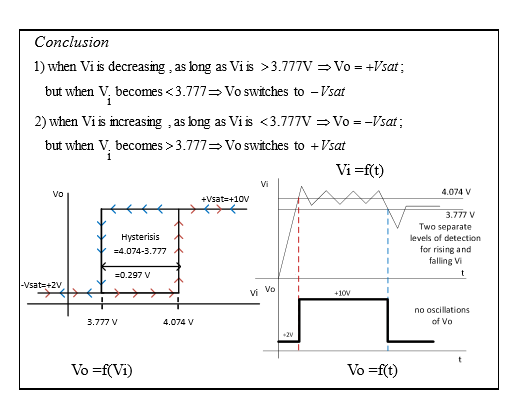 Conclusion
1) when Vi is decreasing , as long as Vi is >3.777V ⇒ Vo = +Vsat ;
but when Vi becomes <3.777 ⇒ Vo switches to −Vsat
2) when Vi is increasing , as long as Vi is <3.777V ⇒ Vo = −Vsat ;
but when Vi becomes >3.777 ⇒ Vo switches to +Vsat
Vi =f(t)
Vo
+Vsat=+10V
Hysterisis
=4.074-3.777
=0.297 V
-Vsat=+2V
Vi
3.777 V
4.074 V
Vo =f(Vi)
Vi
4.074 V
3.777 V
Two separate
levels of detection
for rising and
falling Vi
t
Vo
+10V
+2V
no oscillations
of Vo
t
Vo =f(t)